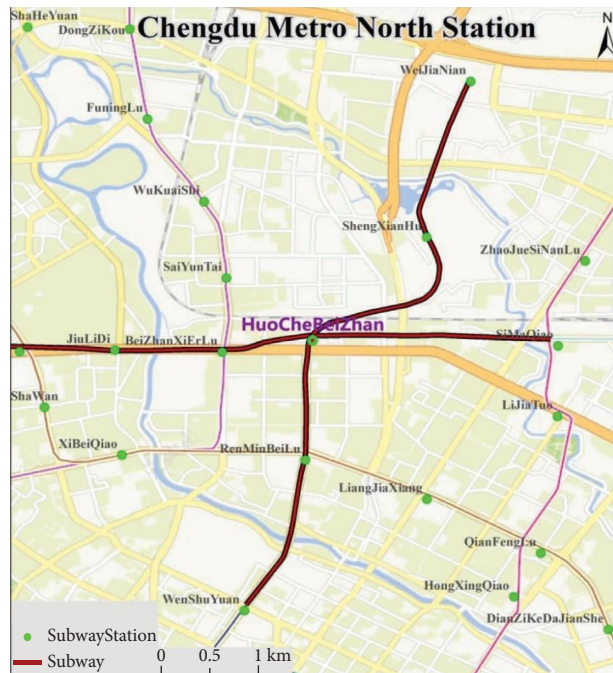 Chengdu Metro North Station
N
ShaHeYuan
DongZiKou
WeiJiaNian
FuningLu
WuKuaiShi
ShengXianHu
ZhaoJueSiNanLu
SaiYunTai
HuoCheBeiZhan
JiuLiDi
BeiZhanXiErLu
SiMaQiao
ShaWan
LiJiaTuo
XiBeiQiao
RenMinBeiLu
LiangJiaXiang
QianFengLu
HongXingQiao
WenShuYuan
DianZiKeDaJianShe
SubwayStation
Subway
0 0.5 1 km